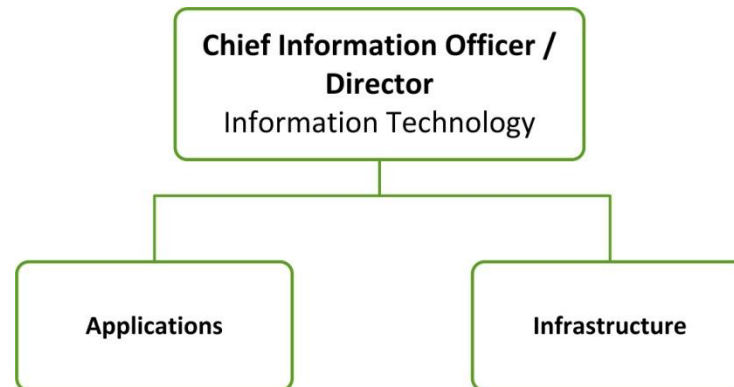 Chief Information Officer /
Director
Information Technology
Applications
Infrastructure